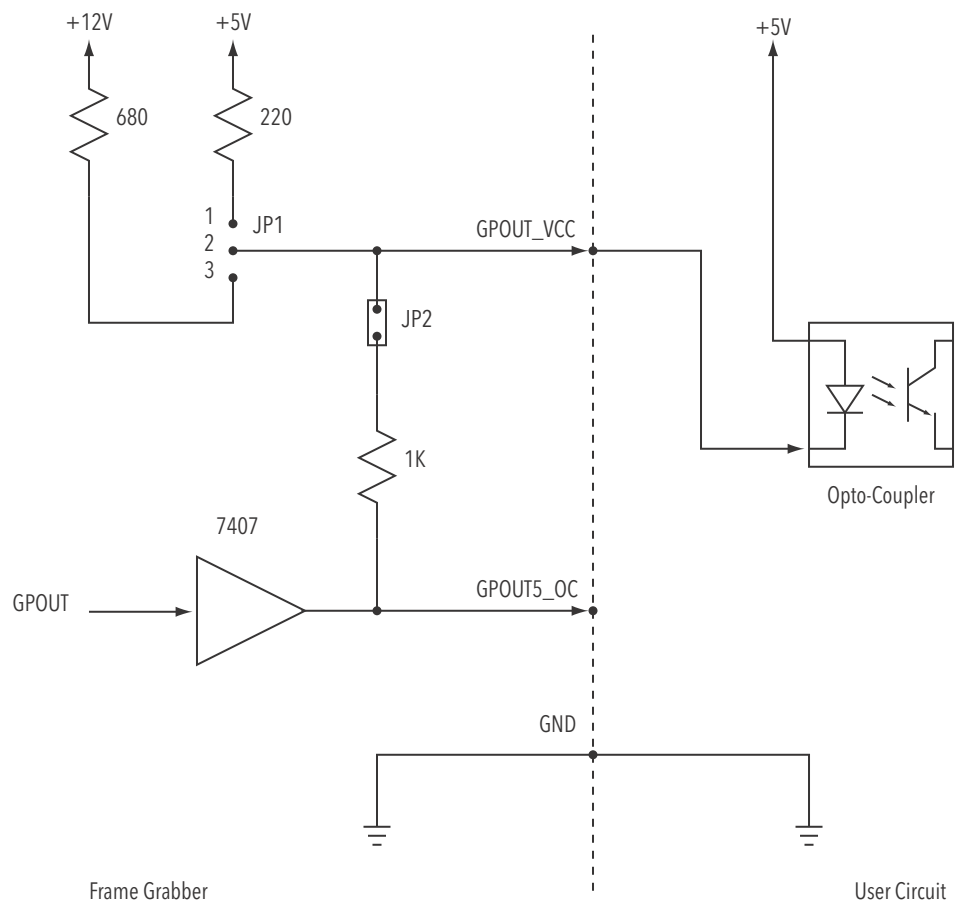 +12V
+5V
+5V
680
220
1
JP1
2
GPOUT_VCC
3
JP2
1K
Opto-Coupler
7407
GPOUT
GPOUT5_OC
GND
Frame Grabber
User Circuit